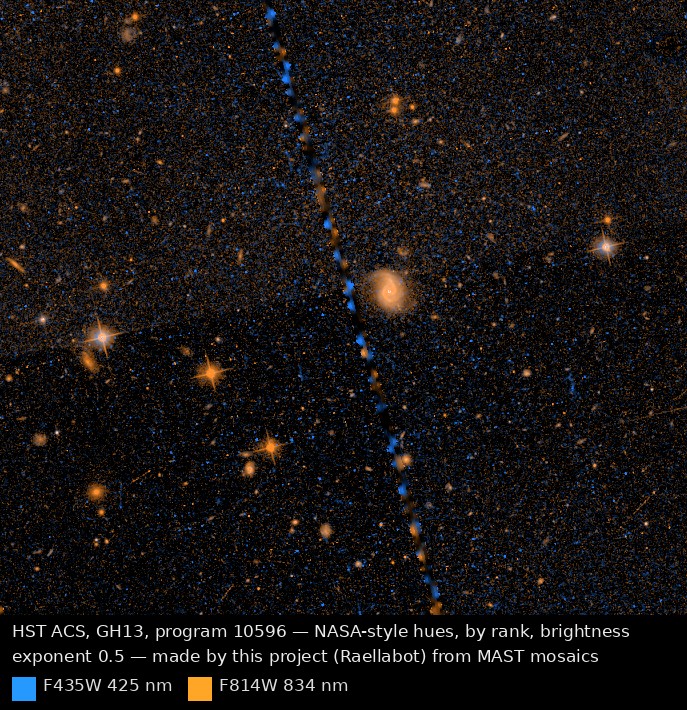 HST ACS, GH13, program 10596 — NASA-style hues, by rank, brightness
exponent 0.5 — made by this project (Raellabot) from MAST mosaics
F435W 425 nm F814W 834 nm